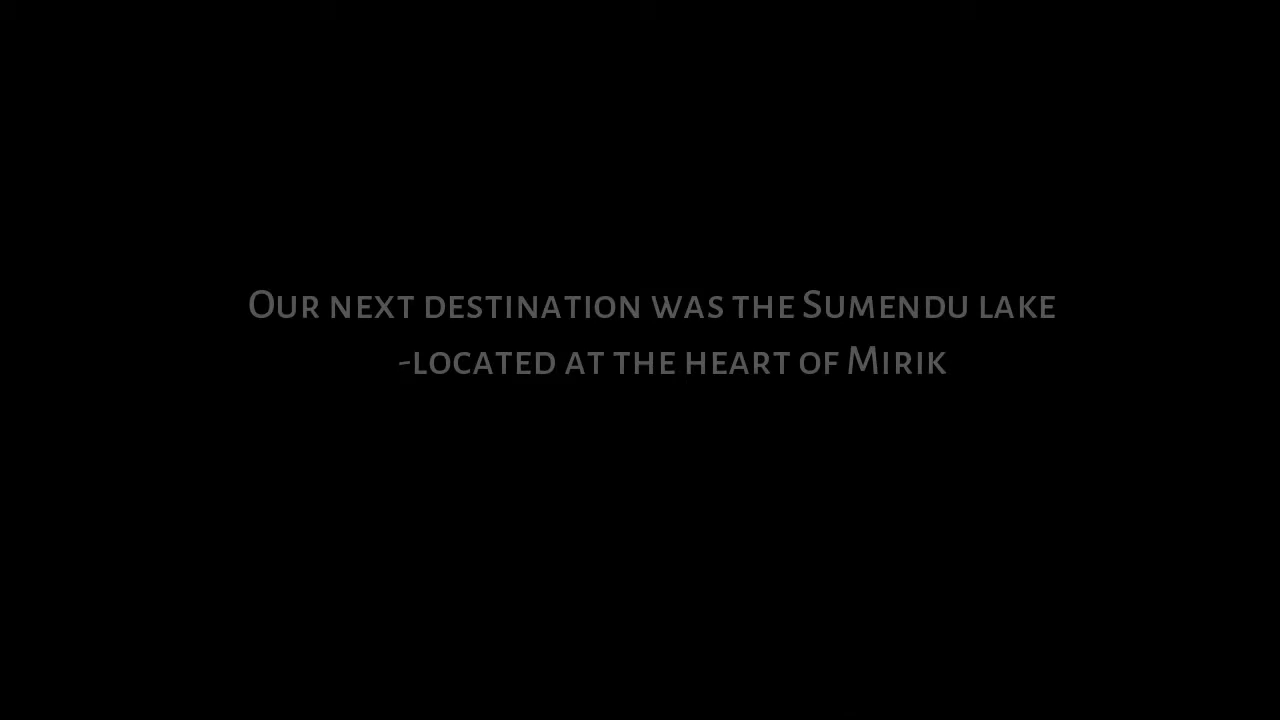 Our next destination was the Sumendu lake
-located at the heart of Mirik